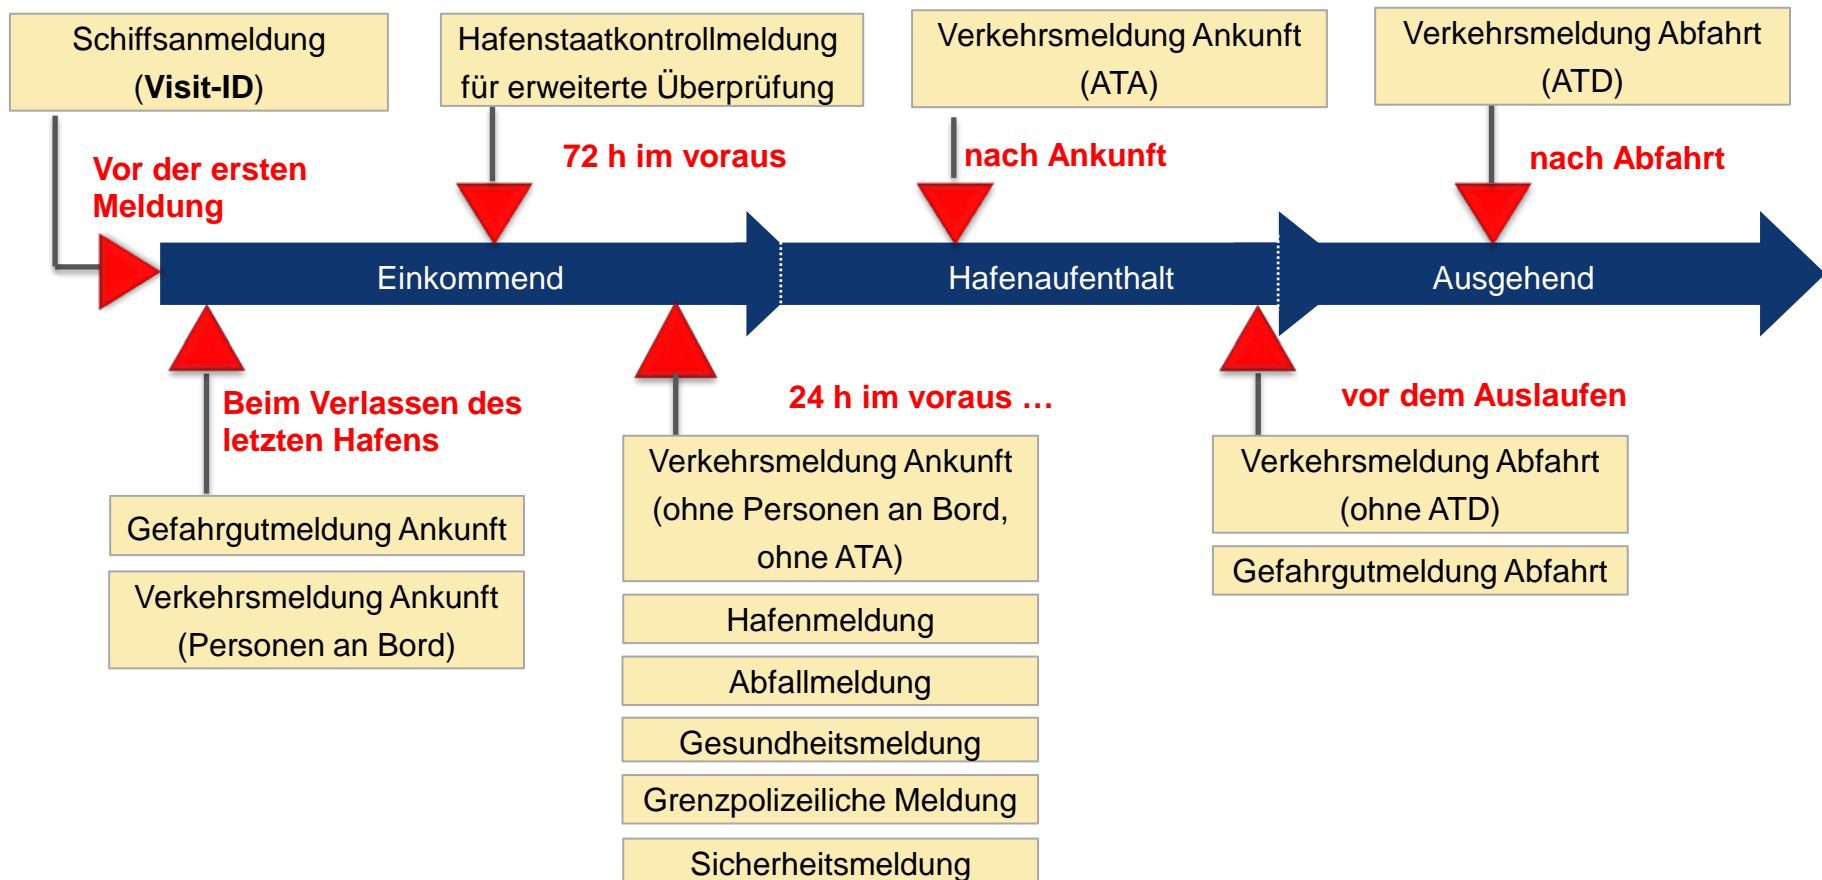 Schiffsanmeldung
(Visit-ID)
Hafenstaatkontrollmeldung
für erweiterte Überprüfung
Verkehrsmeldung Ankunft
(ATA)
Verkehrsmeldung Abfahrt
(ATD)
Vor der ersten
Meldung
72 h im voraus
nach Ankunft
nach Abfahrt
Einkommend
Hafenaufenthalt
Ausgehend
Beim Verlassen des
letzten Hafens
24 h im voraus …
vor dem Auslaufen
Gefahrgutmeldung Ankunft
Verkehrsmeldung Ankunft
(Personen an Bord)
Verkehrsmeldung Ankunft
(ohne Personen an Bord,
ohne ATA)
Hafenmeldung
Abfallmeldung
Gesundheitsmeldung
Grenzpolizeiliche Meldung
Sicherheitsmeldung
Verkehrsmeldung Abfahrt
(ohne ATD)
Gefahrgutmeldung Abfahrt